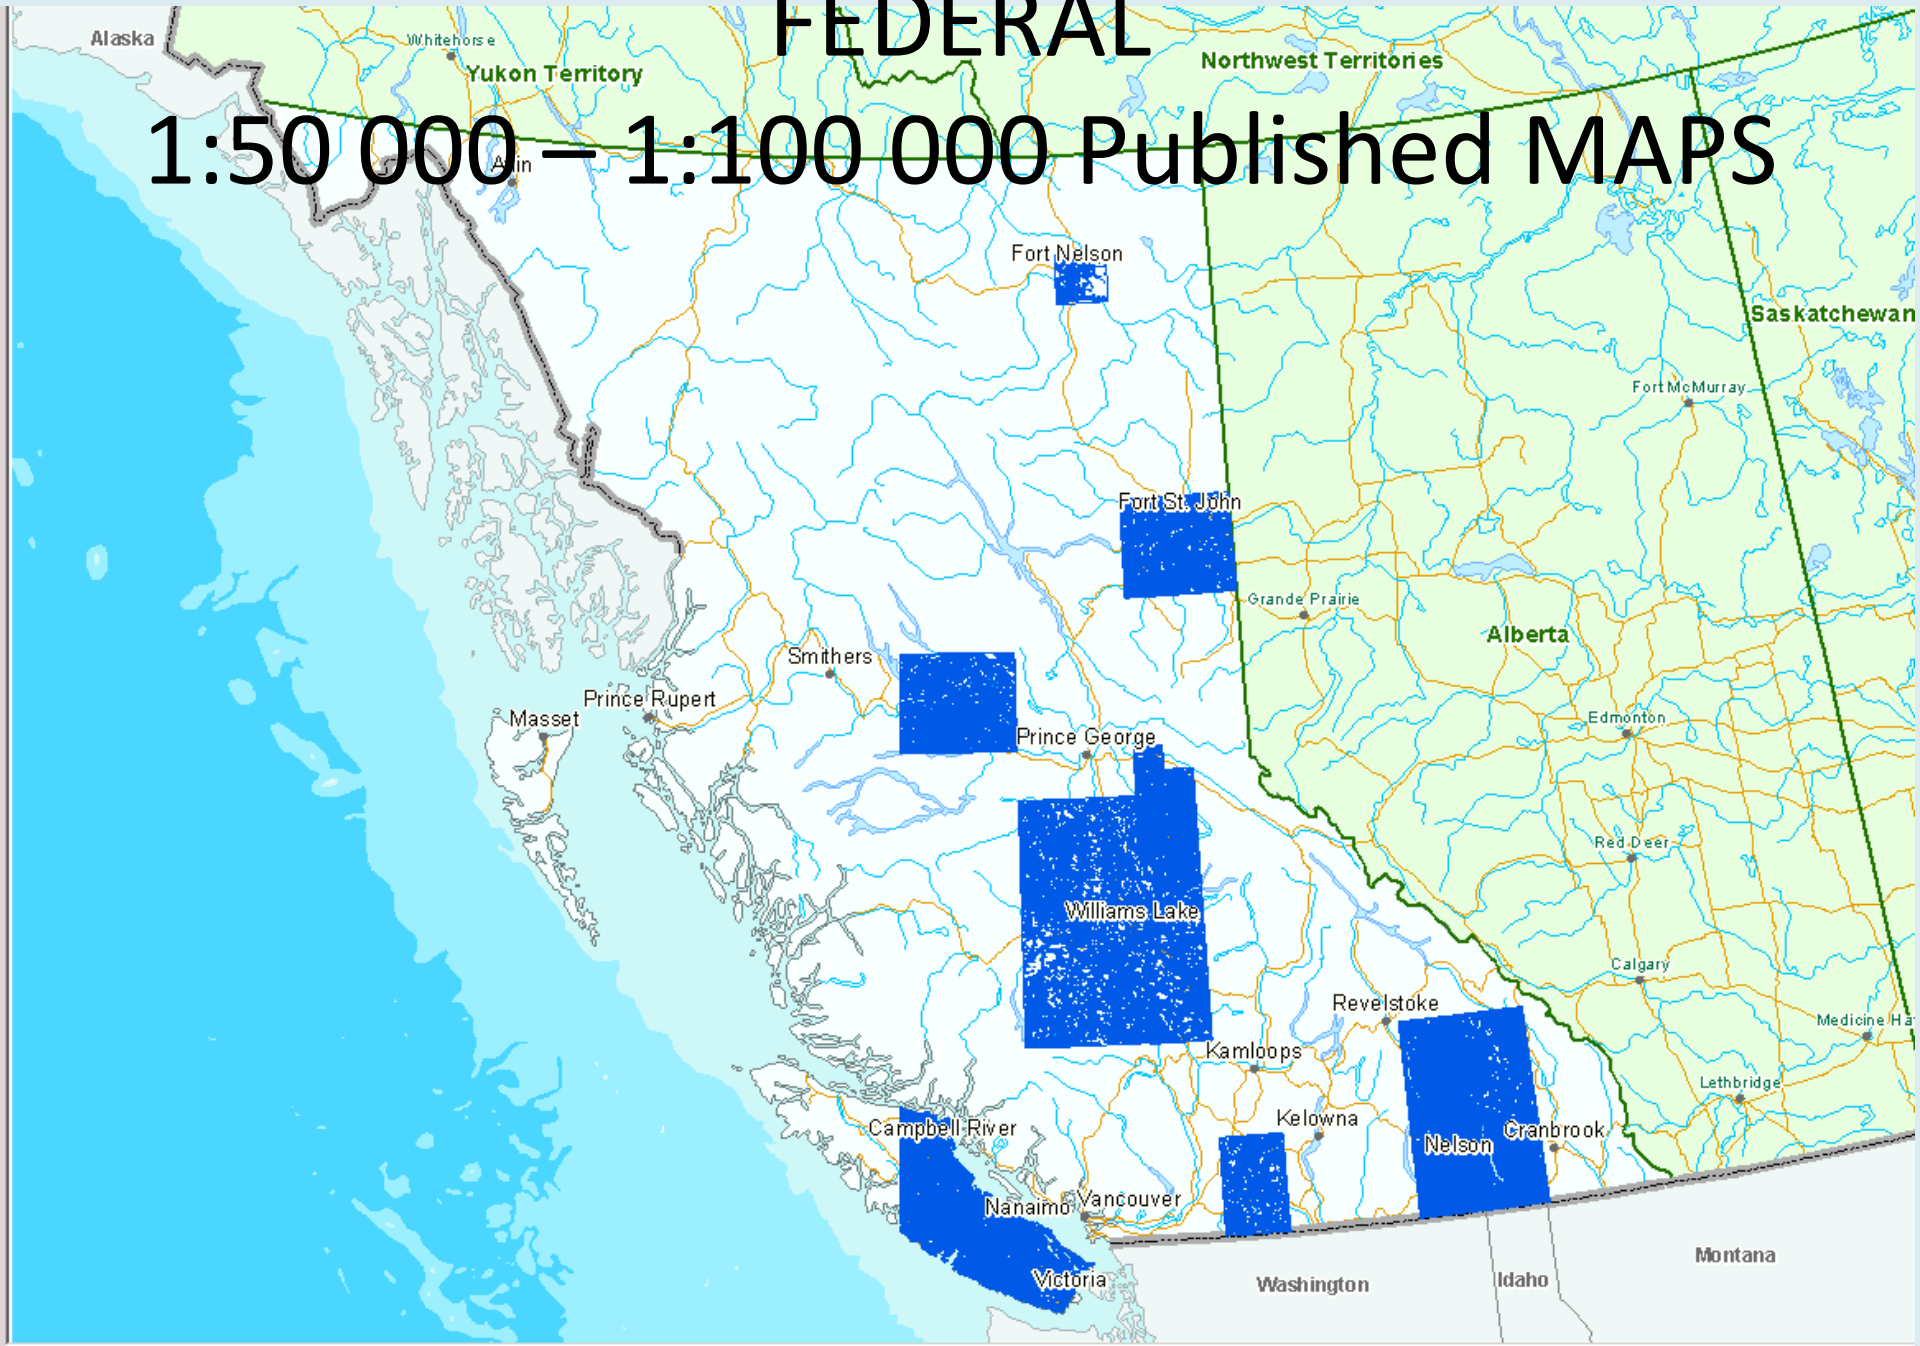 FEDERAL
1:50 000 – 1:100 000 Published MAPS
Alaska
Whitehorse
Yukon Territory
Northwest Territories
Atlin
Fort Nelson
Saskatchewan
Fort McMurray
Fort St. John
Grande Prairie
Alberta
Smithers
Prince Rupert
Masset
Prince George
Edmonton
Red Deer
Williams Lake
Calgary
Revelstoke
Medicine Ha
Kamloops
Lethbridge
Kelowna
Campbell River
Nelson
Cranbrook
Nanaimo
Vancouver
Victoria
Washington
Idaho
Montana